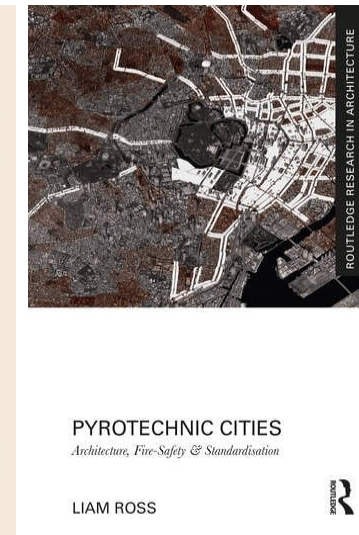 ROUTLEDGE RESEARCH IN ARCHITECTURE
PYROTECHNIC CITIES
Architecture, Fire-Safety & Standardisation
LIAM ROSS
ROUTLEDGE